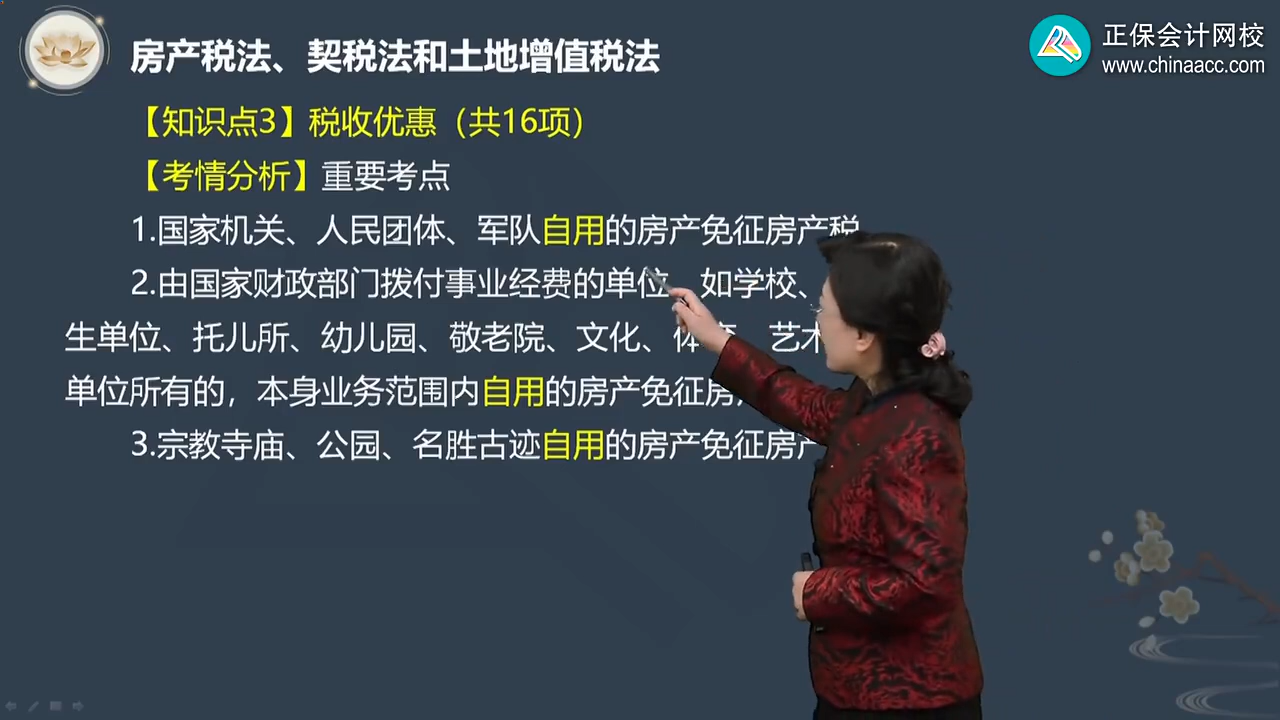 房产税法、契税法和土地增值税法
正保会计网校
www.chinaacc.com
【知识点3】税收优惠（共16项）
【考情分析】重要考点
1.国家机关、人民团体、军队自用的房产免征房产税
2.由国家财政部门拨付事业经费的单位，如学校、
生单位、托儿所、幼儿园、敬老院、文化、体育、艺术
单位所有的，本身业务范围内自用的房产免征房
3.宗教寺庙、公园、名胜古迹自用的房产免征房产